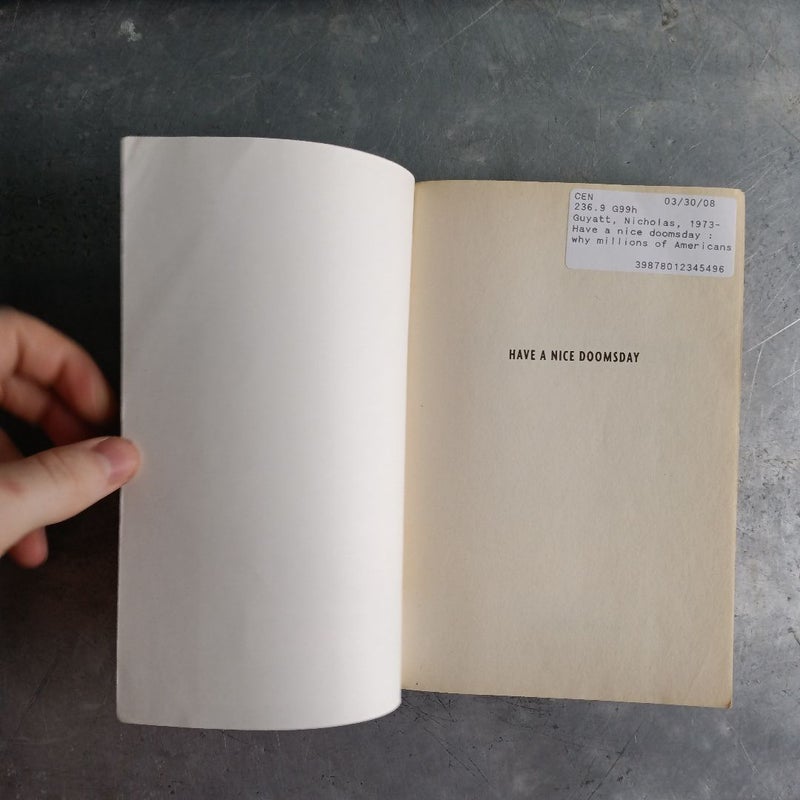 CEN 03/30/08
236.9 G99h
Guyatt, Nicholas, 1973-
Have a nice doomsday :
why millions of Americans
39878012345496
HAVE A NICE DOOMSDAY